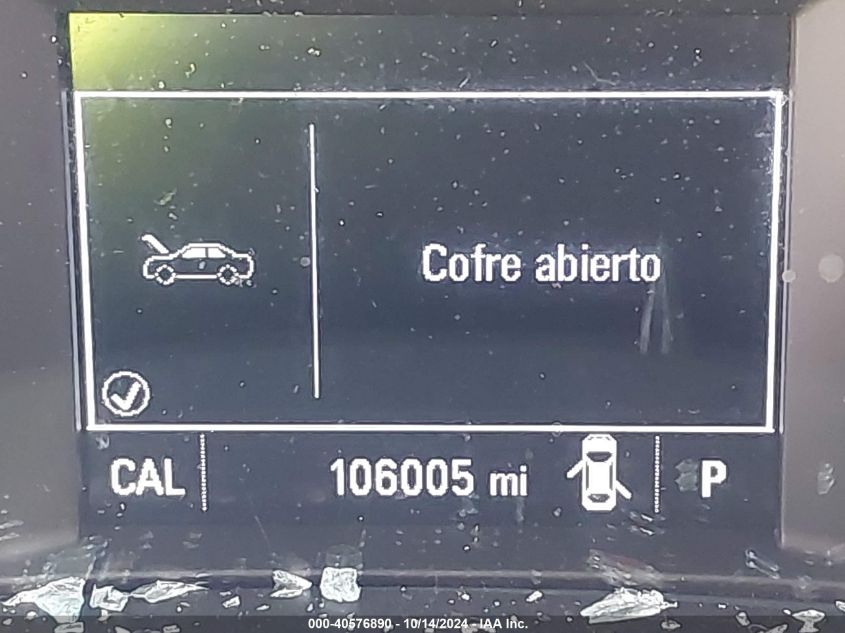 Cofre abierto
CAL 106005 mi P
000-40576890 - 10/14/2024 - IAA Inc.